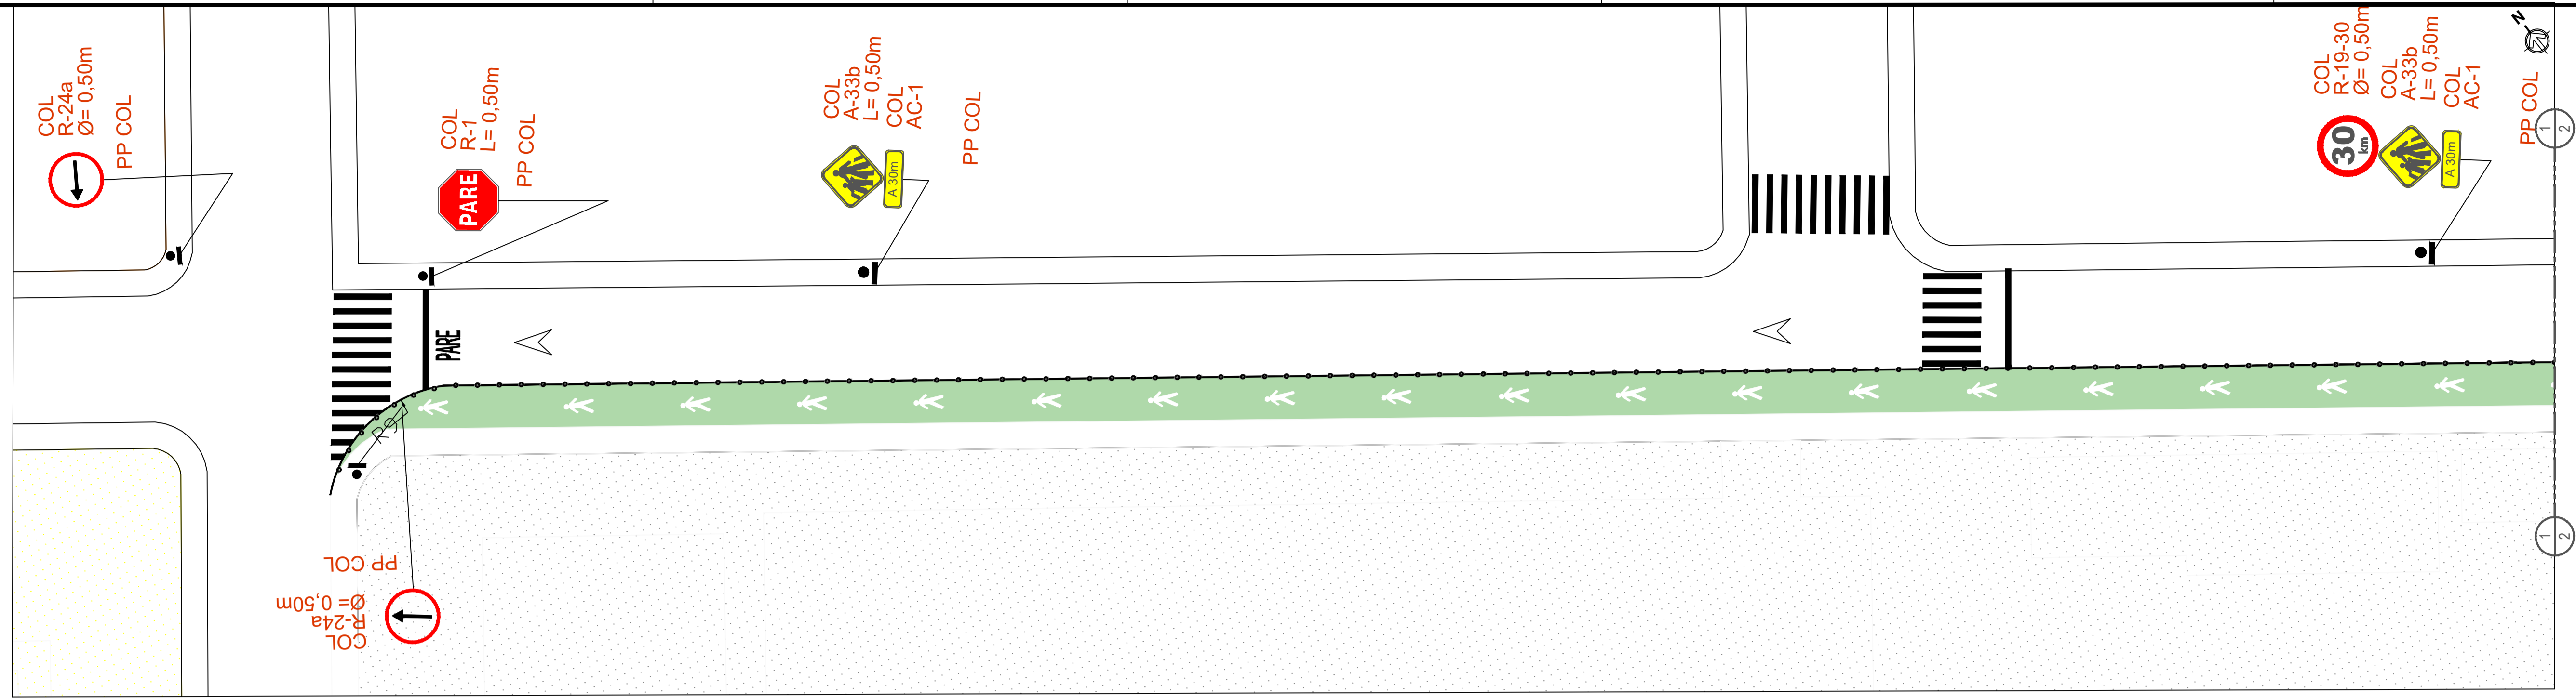 COL
R-24a
Ø= 0,50m
PP COL
COL
R-1
L= 0,50m
PP COL
PARE
COL
A-33b
L= 0,50m
COL
AC-1
PP COL
A 30m
COL
R-19-30
Ø= 0,50m
COL
A-33b
L= 0,50m
COL
AC-1
PP COL
30
km
A 30m
N
1
2
PARE
PP COL
COL
R-24a
Ø= 0,50m
1
2